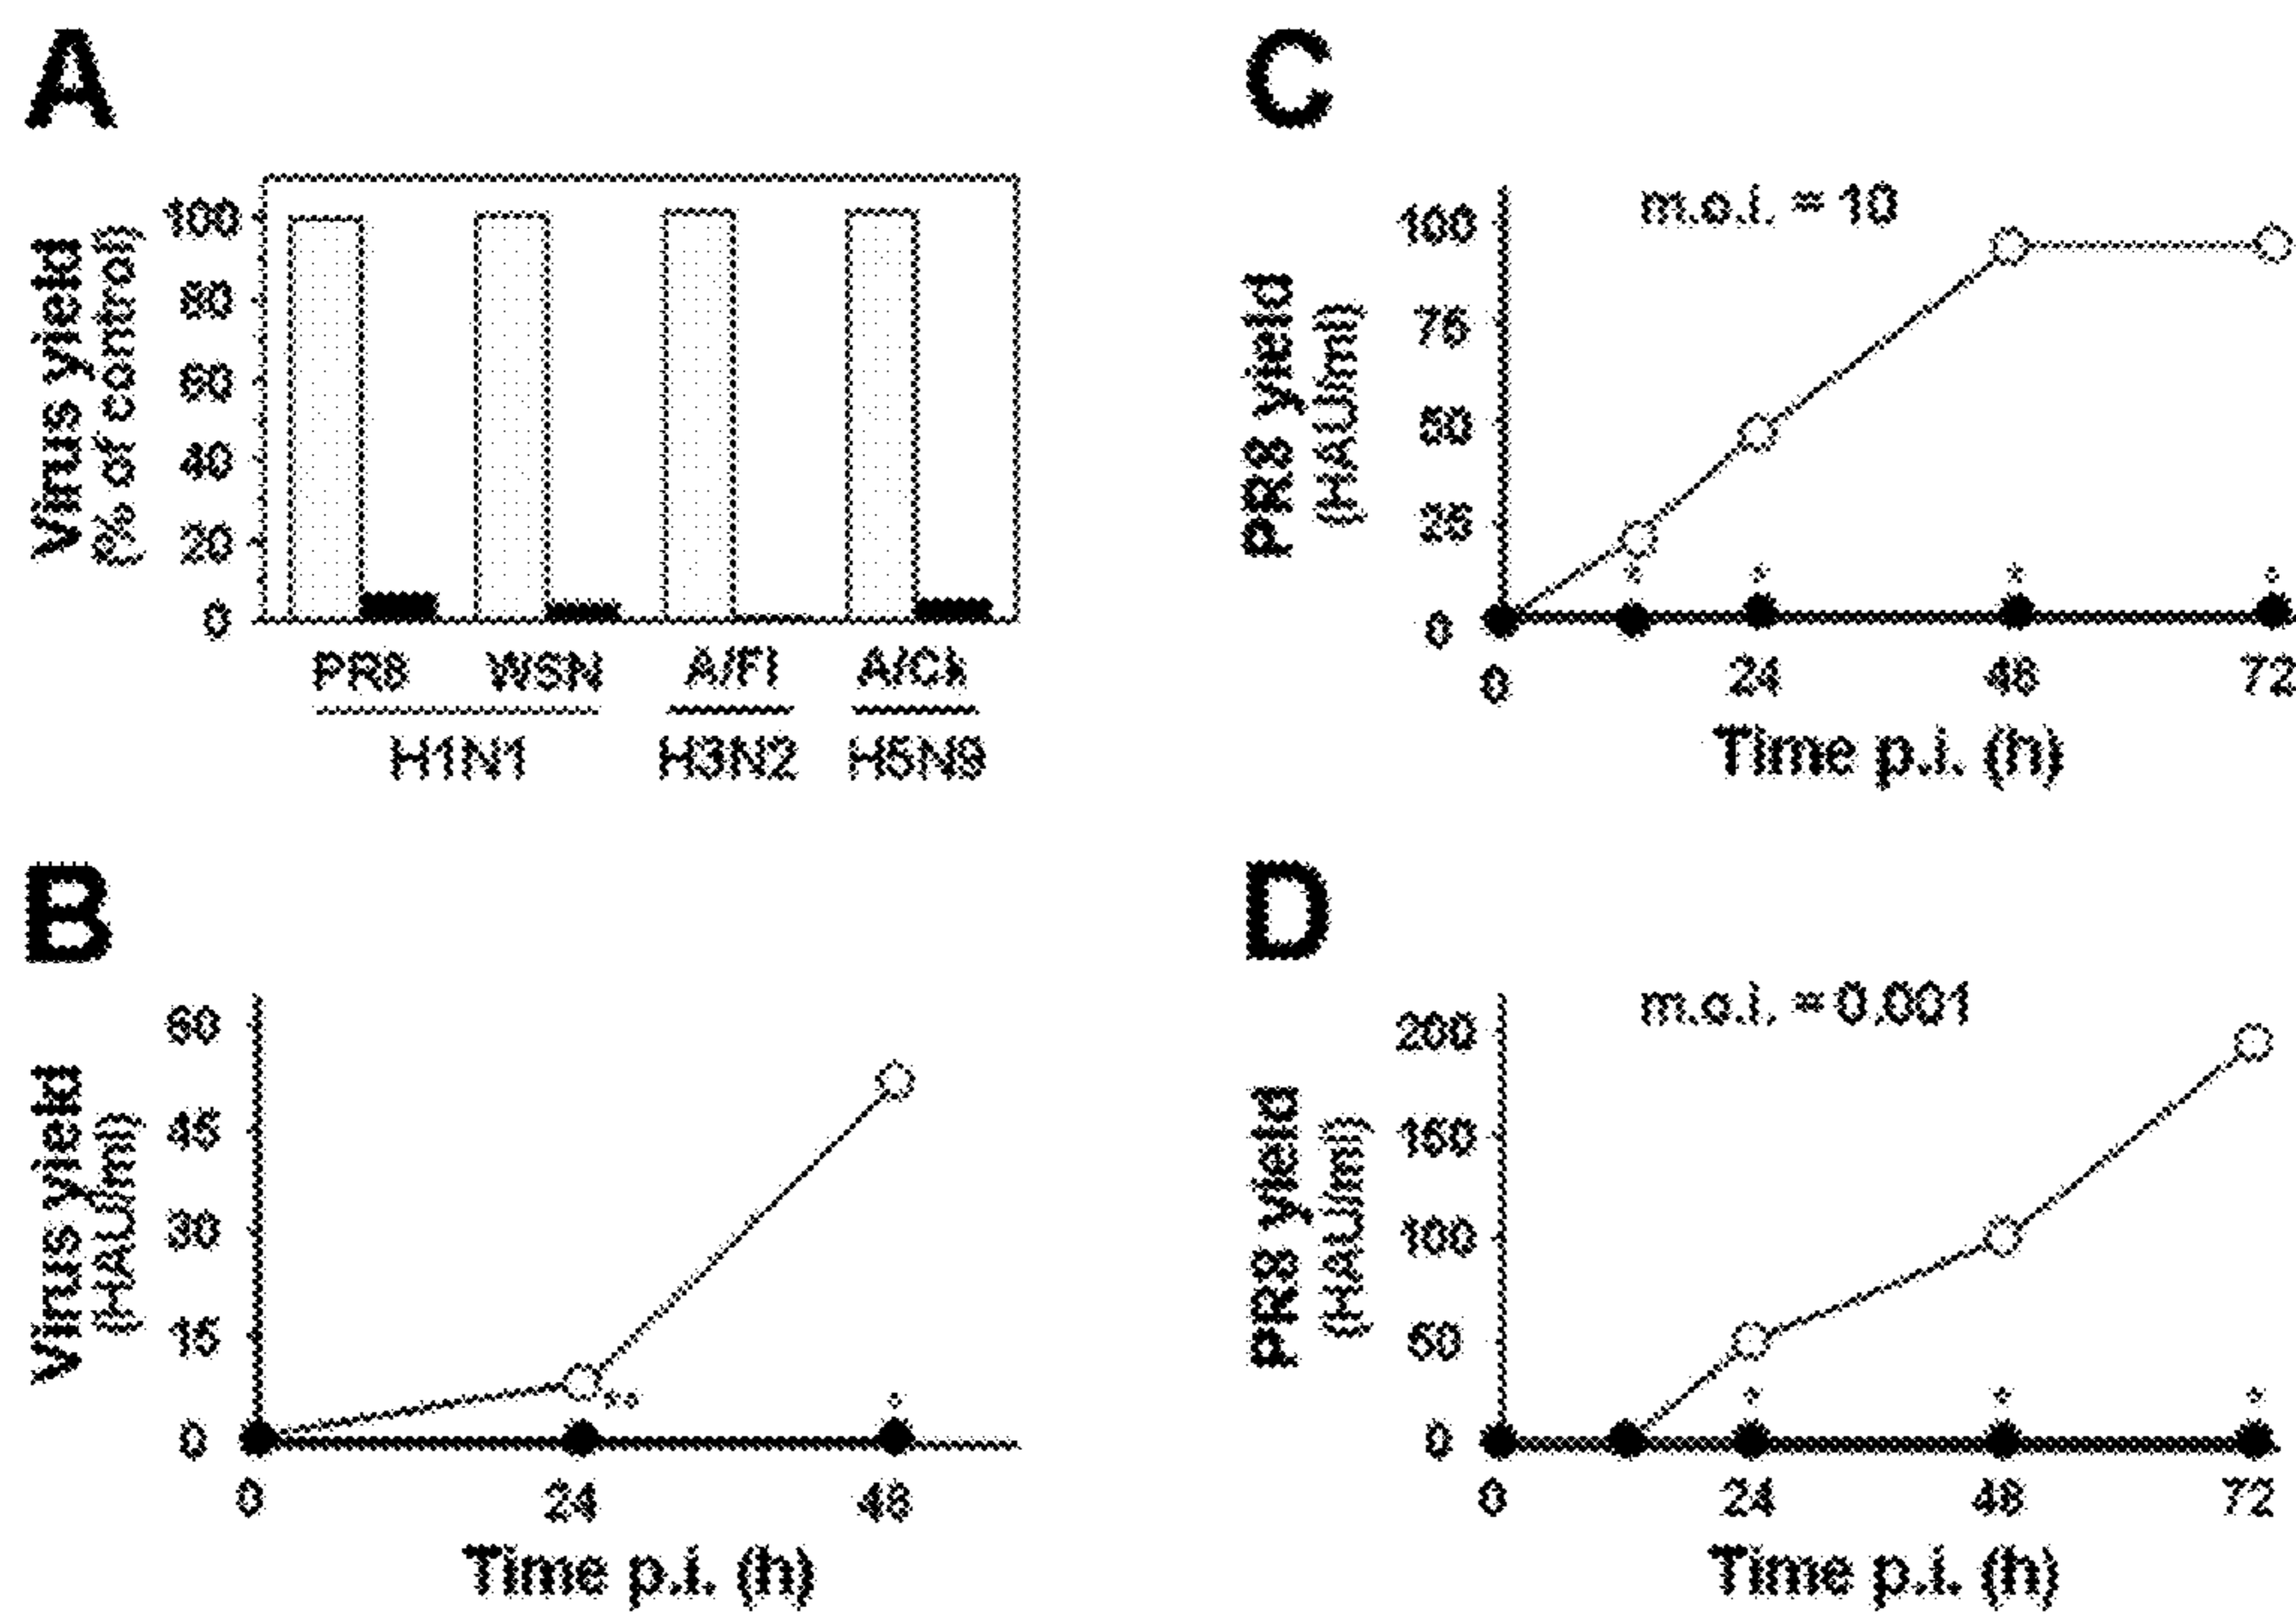 A
Virus yield
(% of control)
100
80
60
40
20
0
PR8 WSN A/Fl A/Ck
H1N1 H3N2 H5N9
B
Virus yield
(HAU/ml)
60
45
30
15
0
**
*
0 24 48
Time p.i. (h)
C
m.o.i. = 10
PR8 yield
(HAU/ml)
100
75
50
25
0
* * * *
0 24 48 72
Time p.i. (h)
D
m.o.i. = 0.001
PR8 yield
(HAU/ml)
200
150
100
50
0
* * *
0 24 48 72
Time p.i. (h)